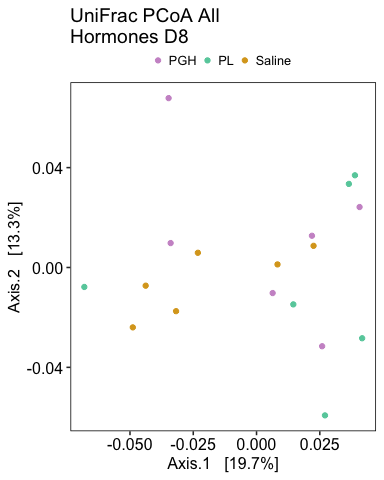 UniFrac PCoA All
Hormones D8
PGH PL Saline
0.04
0.00
-0.04
Axis.2 [13.3%]
-0.050 -0.025 0.000 0.025
Axis.1 [19.7%]